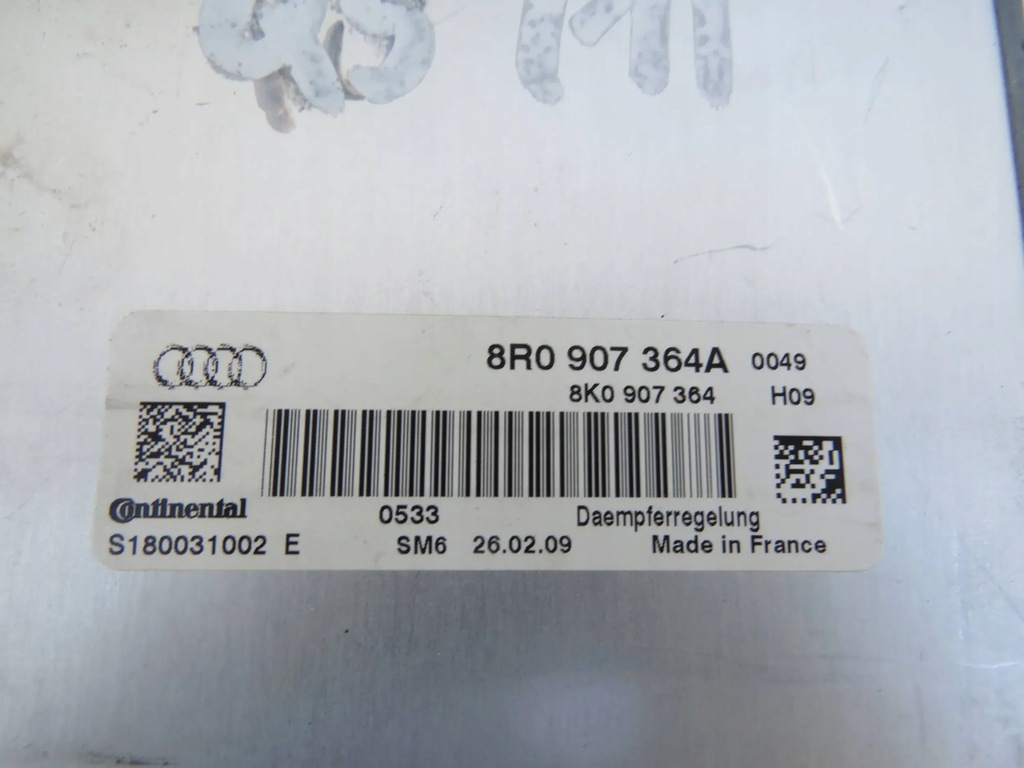 8R0 907 364A 0049
8K0 907 364 H09
Continental 0533 Daempferregelung
S180031002 E SM6 26.02.09 Made in France